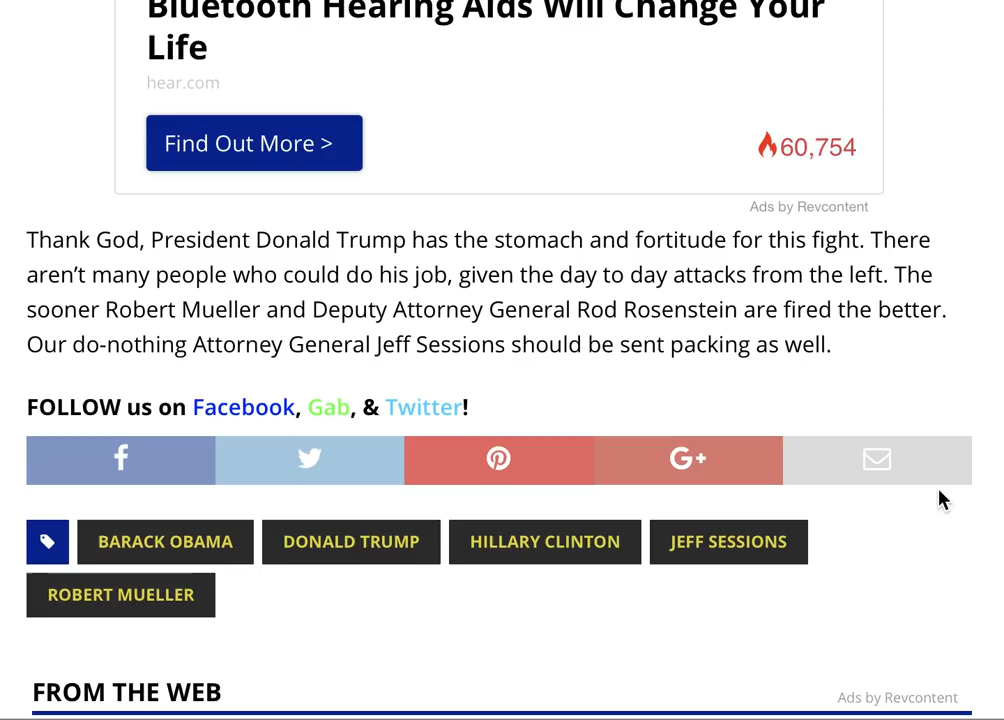 Bluetooth Hearing Aids Will Change Your
Life
hear.com
Find Out More >
60,754
Ads by Revcontent
Thank God, President Donald Trump has the stomach and fortitude for this fight. There
aren’t many people who could do his job, given the day to day attacks from the left. The
sooner Robert Mueller and Deputy Attorney General Rod Rosenstein are fired the better.
Our do-nothing Attorney General Jeff Sessions should be sent packing as well.
FOLLOW us on Facebook, Gab, & Twitter!
G+
BARACK OBAMA
DONALD TRUMP
HILLARY CLINTON
JEFF SESSIONS
ROBERT MUELLER
FROM THE WEB
Ads by Revcontent